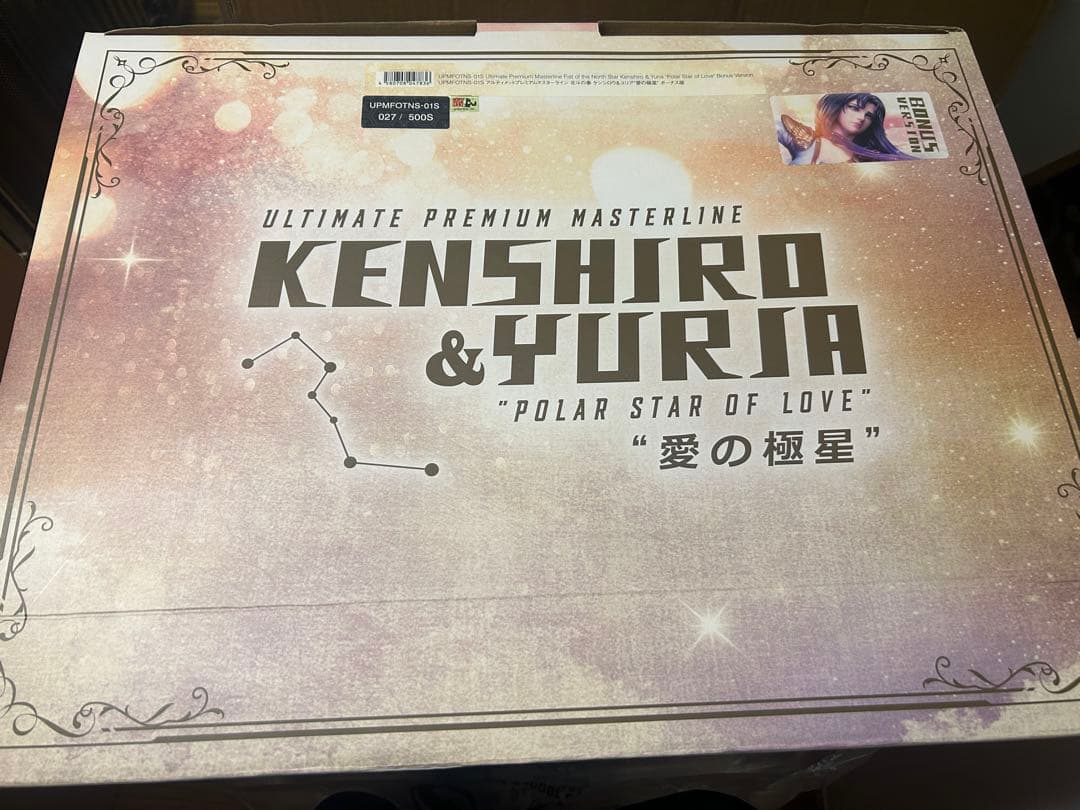 UPMFOTNS-01S Ultimate Premium Masterline Fist of the North Star Kenshiro & Yuria "Polar Star of Love" Bonus Version
UPMFOTNS-01S アルティメットプレミアムマスターライン 北斗の拳 ケンシロウ&ユリア"愛の極星" ボーナス版
UPMFOTNS-01S
027 / 500S
BONUS
VERSION
ULTIMATE PREMIUM MASTERLINE
KENSHIRO
& YURIA
"POLAR STAR OF LOVE"
“愛の極星”